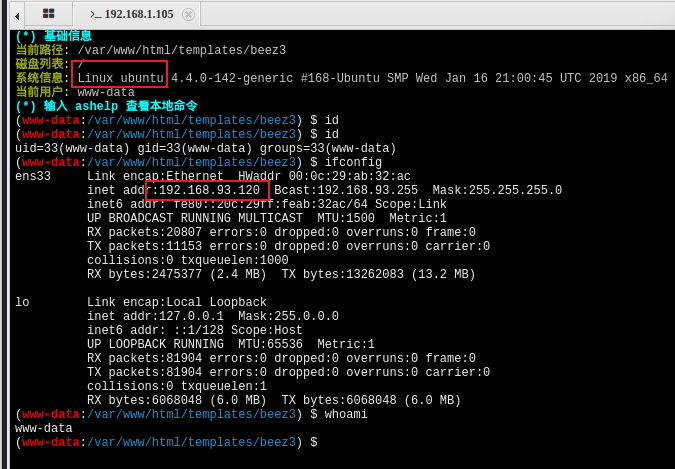 >_ 192.168.1.105
(*) 基础信息
当前路径: /var/www/html/templates/beez3
磁盘列表: /
系统信息: Linux ubuntu 4.4.0-142-generic #168-Ubuntu SMP Wed Jan 16 21:00:45 UTC 2019 x86_64
当前用户: www-data
(*) 输入 ashelp 查看本地命令
(www-data:/var/www/html/templates/beez3) $ id
(www-data:/var/www/html/templates/beez3) $ id
uid=33(www-data) gid=33(www-data) groups=33(www-data)
(www-data:/var/www/html/templates/beez3) $ ifconfig
ens33 Link encap:Ethernet HWaddr 00:0c:29:ab:32:ac
inet addr:192.168.93.120 Bcast:192.168.93.255 Mask:255.255.255.0
inet6 addr: fe80::20c:29ff:feab:32ac/64 Scope:Link
UP BROADCAST RUNNING MULTICAST MTU:1500 Metric:1
RX packets:20807 errors:0 dropped:0 overruns:0 frame:0
TX packets:11153 errors:0 dropped:0 overruns:0 carrier:0
collisions:0 txqueuelen:1000
RX bytes:2475377 (2.4 MB) TX bytes:13262083 (13.2 MB)
lo Link encap:Local Loopback
inet addr:127.0.0.1 Mask:255.0.0.0
inet6 addr: ::1/128 Scope:Host
UP LOOPBACK RUNNING MTU:65536 Metric:1
RX packets:81904 errors:0 dropped:0 overruns:0 frame:0
TX packets:81904 errors:0 dropped:0 overruns:0 carrier:0
collisions:0 txqueuelen:1
RX bytes:6068048 (6.0 MB) TX bytes:6068048 (6.0 MB)
(www-data:/var/www/html/templates/beez3) $ whoami
www-data
(www-data:/var/www/html/templates/beez3) $